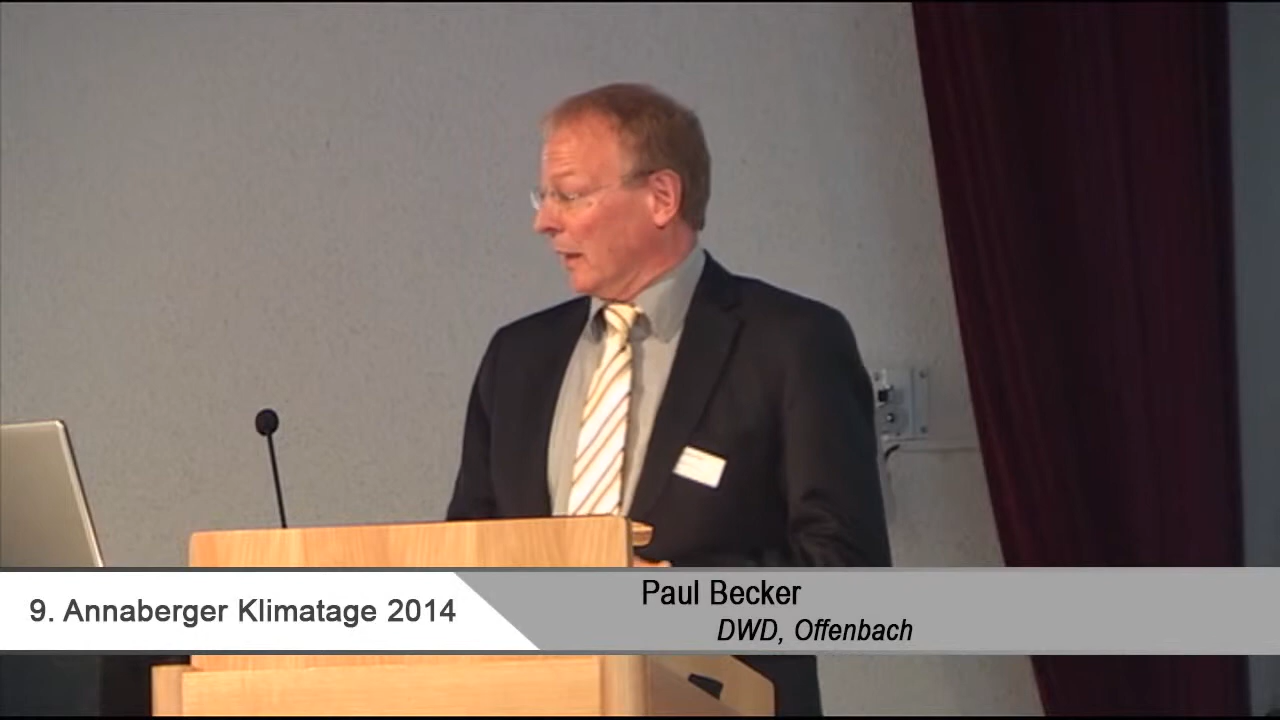 9. Annaberger Klimatage 2014
Paul Becker
DWD, Offenbach